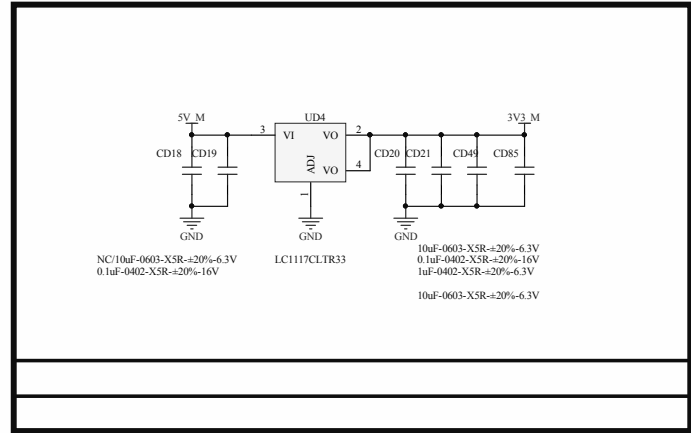 5V_M
UD4
3V3_M
3
VI
VO
2
CD18
CD19
ADJ
VO
4
CD20
CD21
CD49
CD85
1
GND
GND
GND
NC/10uF-0603-X5R-±20%-6.3V
0.1uF-0402-X5R-±20%-16V
LC1117CLTR33
10uF-0603-X5R-±20%-6.3V
0.1uF-0402-X5R-±20%-16V
1uF-0402-X5R-±20%-6.3V
10uF-0603-X5R-±20%-6.3V